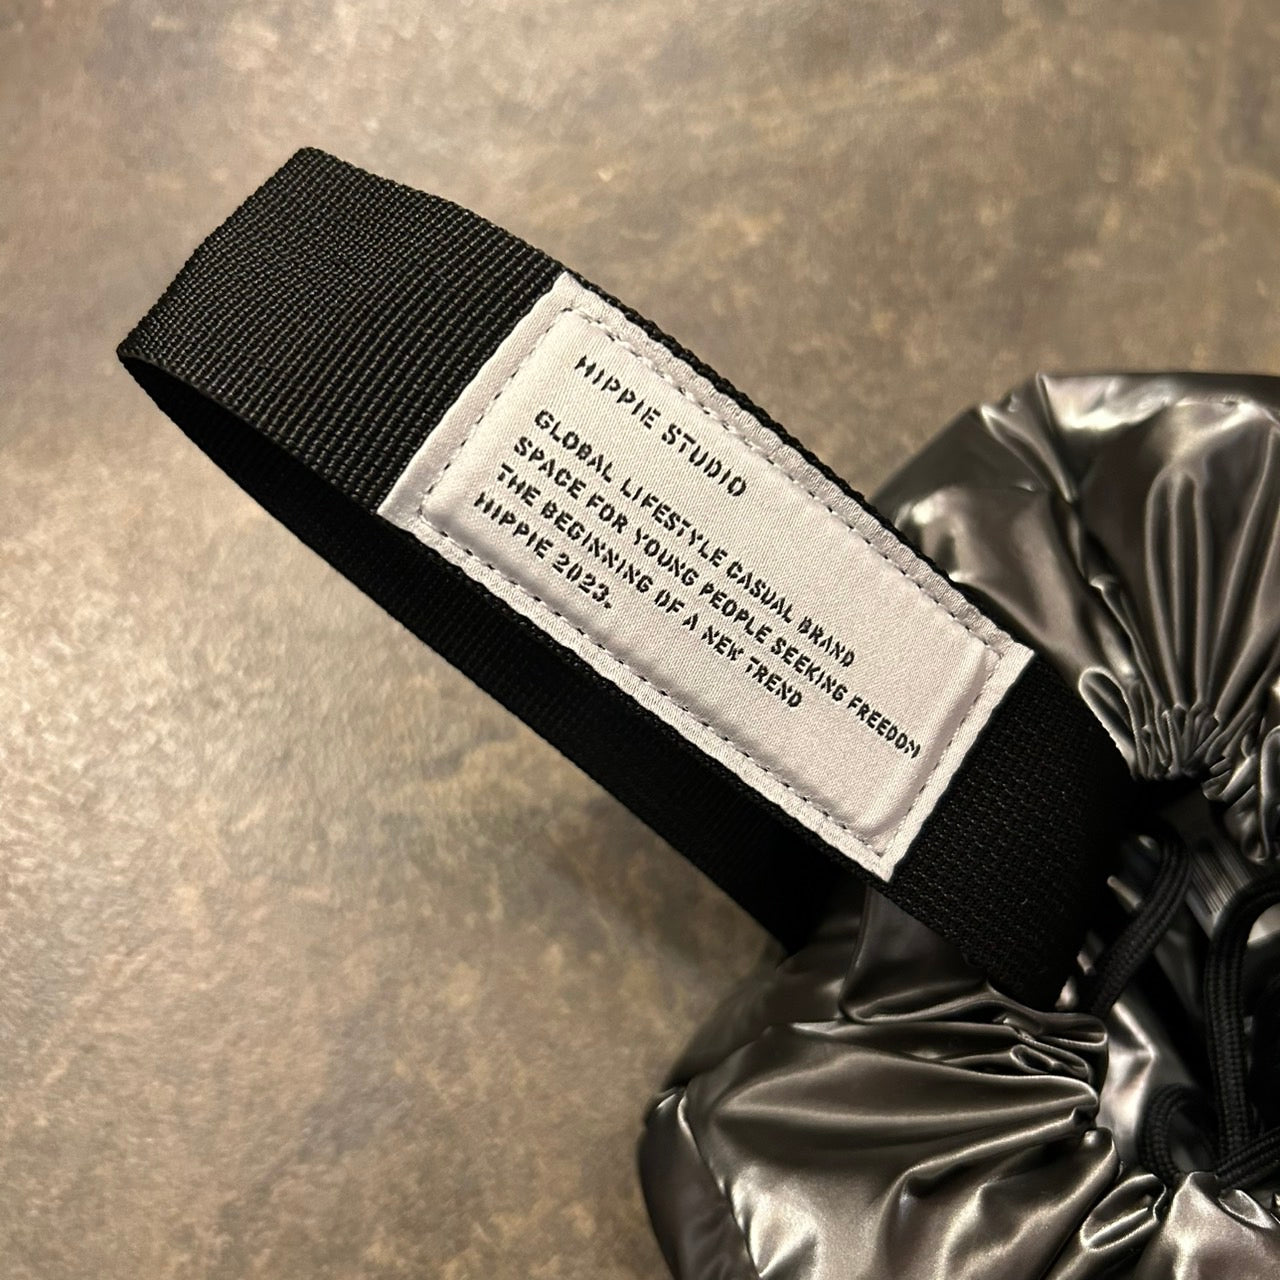 HIPPIE STUDIO
GLOBAL LIFESTYLE CASUAL BRAND
SPACE FOR YOUNG PEOPLE SEEKING FREEDOM
THE BEGINNING OF A NEW TREND
HIPPIE 2023.